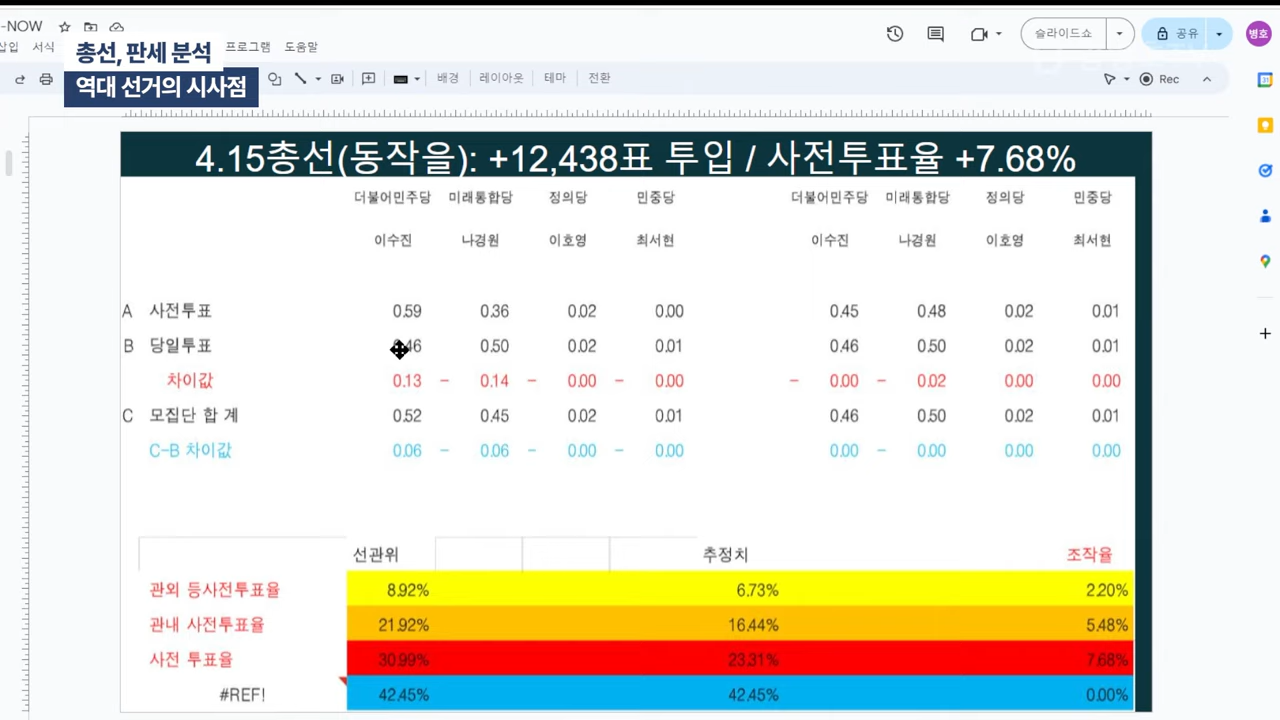 -NOW
삽입 서식 프로그램 도움말
총선, 판세 분석
역대 선거의 시사점
슬라이드쇼
공유
병호
배경 레이아웃 테마 전환
Rec
4.15총선(동작을): +12,438표 투입 / 사전투표율 +7.68%
더불어민주당 미래통합당 정의당 민중당 더불어민주당 미래통합당 정의당 민중당
이수진 나경원 이호영 최서현 이수진 나경원 이호영 최서현
A 사전투표 0.59 0.36 0.02 0.00 0.45 0.48 0.02 0.01
B 당일투표 0.46 0.50 0.02 0.01 0.46 0.50 0.02 0.01
차이값 0.13 - 0.14 - 0.00 - 0.00 - 0.00 - 0.02 0.00 0.00
C 모집단 합 계 0.52 0.45 0.02 0.01 0.46 0.50 0.02 0.01
C-B 차이값 0.06 - 0.06 - 0.00 - 0.00 0.00 - 0.00 0.00 0.00
선관위 추정치 조작율
관외 등사전투표율 8.92% 6.73% 2.20%
관내 사전투표율 21.92% 16.44% 5.48%
사전 투표율 30.99% 23.31% 7.68%
#REF! 42.45% 42.45% 0.00%